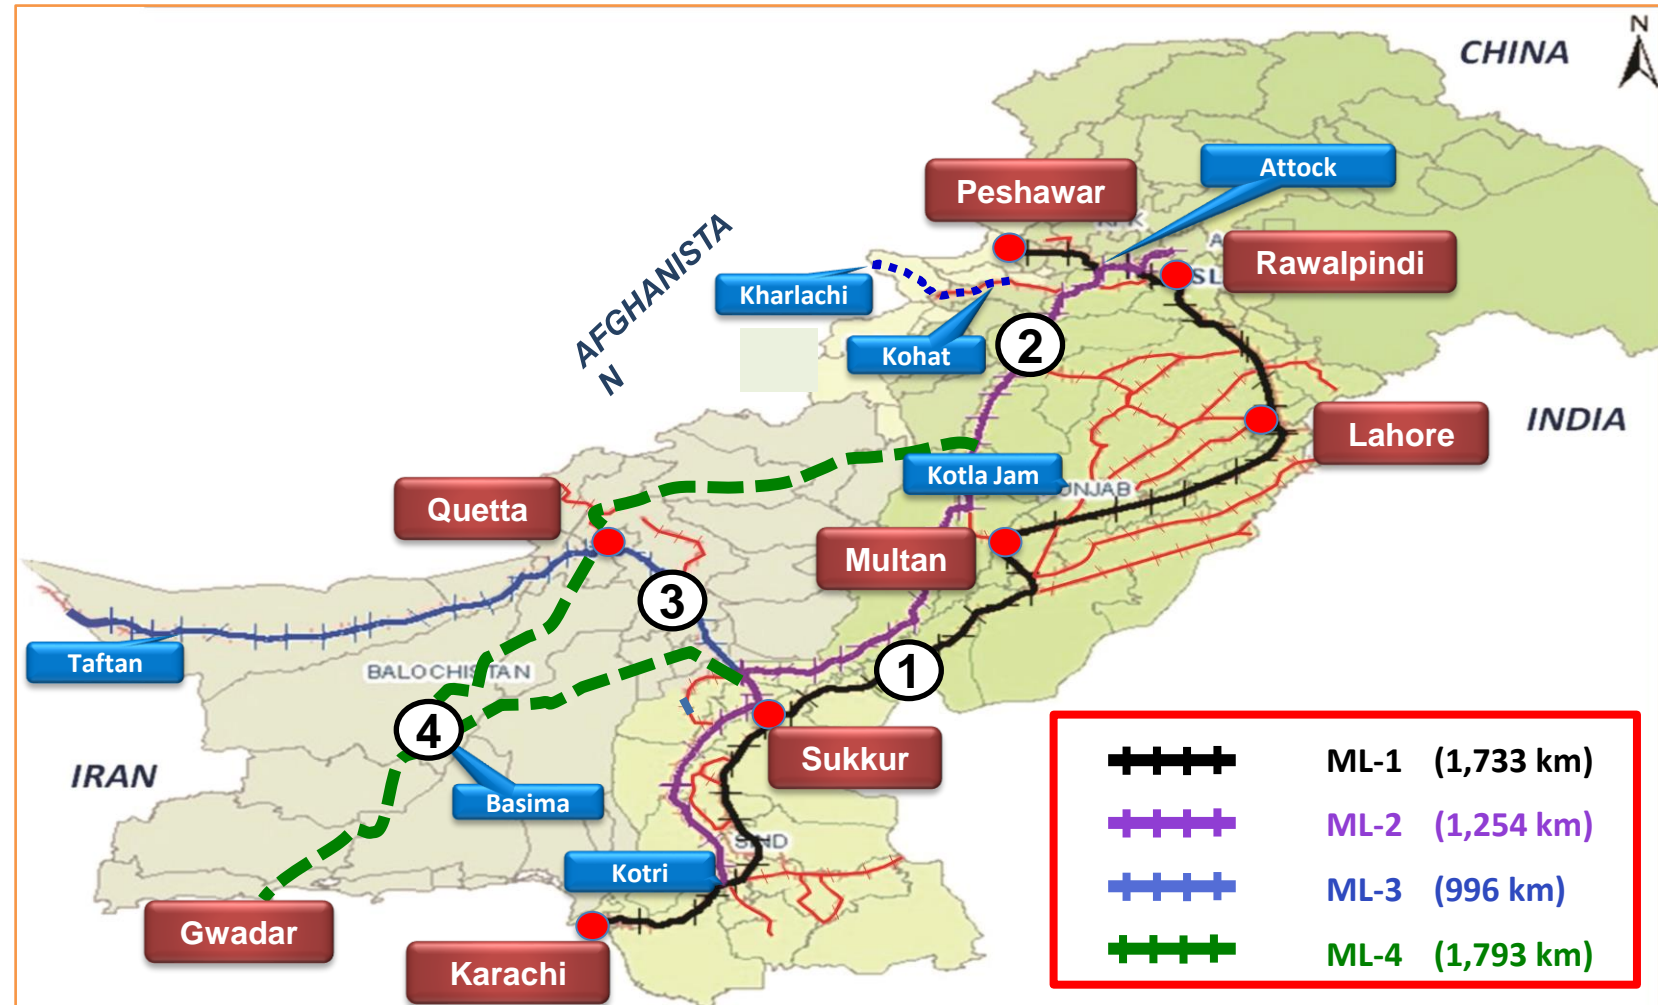 N
CHINA
Attock
Peshawar
Rawalpindi
AFGHANISTA
N
Kharlachi
Kohat
2
INDIA
Lahore
Kotla Jam
Quetta
Multan
3
Taftan
BALOCHISTAN
1
4
Sukkur
IRAN
Basima
SIND
Kotri
Gwadar
Karachi
ML-1 (1,733 km)
ML-2 (1,254 km)
ML-3 (996 km)
ML-4 (1,793 km)